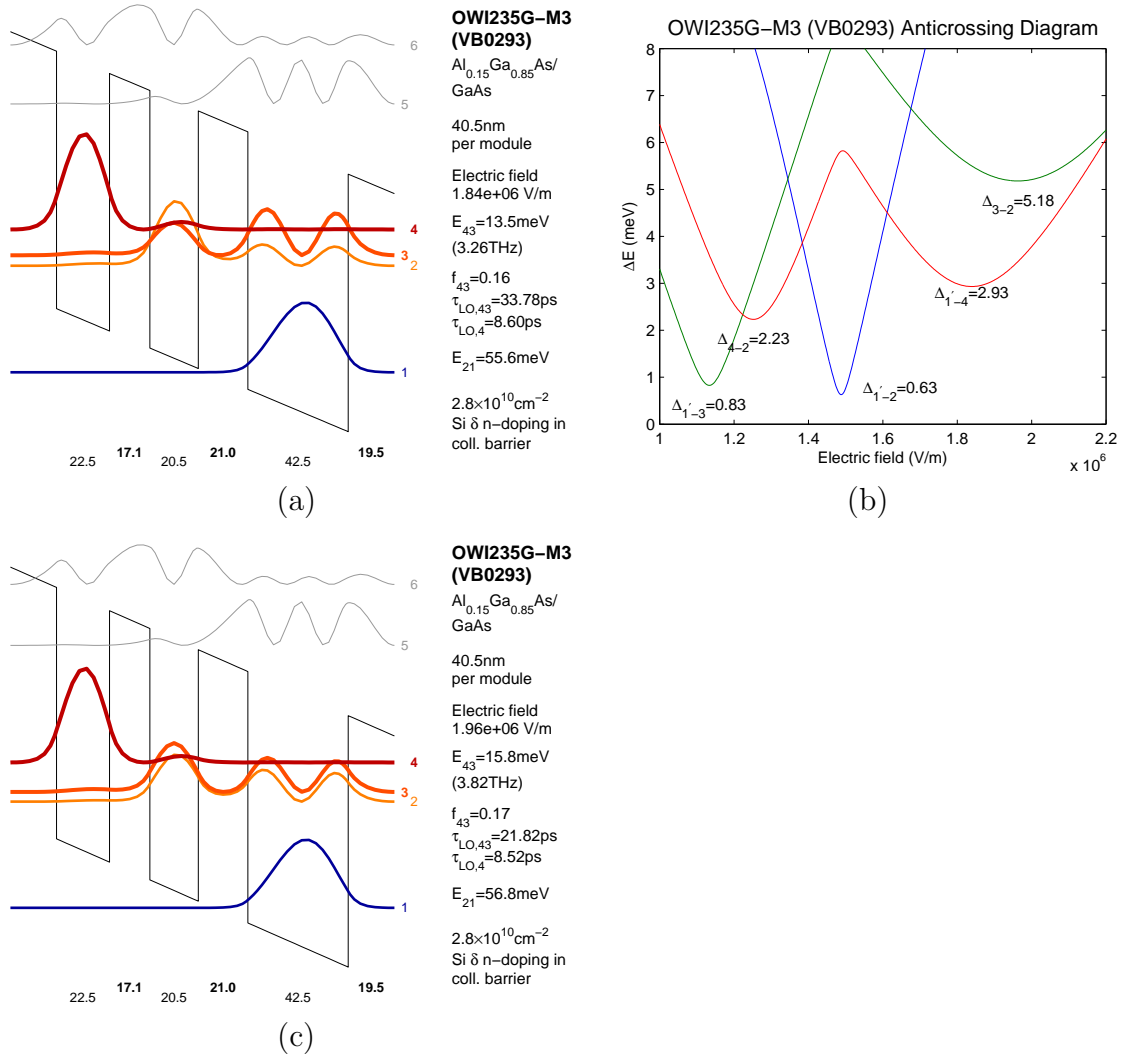 OWI235G−M3
(VB0293)
Al0.15Ga0.85As/
GaAs
40.5nm
per module
Electric field
1.84e+06 V/m
E43=13.5meV
(3.26THz)
f43=0.16
τLO,43=33.78ps
τLO,4=8.60ps
E21=55.6meV
2.8×10^10cm^−2
Si δ n−doping in
coll. barrier
6
5
4
3
2
1
17.1 21.0 19.5
22.5 20.5 42.5
(a)
OWI235G−M3 (VB0293) Anticrossing Diagram
8
7
6
5
4
3
2
1
0
ΔE (meV)
Δ3−2=5.18
Δ1′−4=2.93
Δ4−2=2.23
Δ1′−2=0.63
Δ1′−3=0.83
1 1.2 1.4 1.6 1.8 2 2.2
Electric field (V/m)
x 10^6
(b)
OWI235G−M3
(VB0293)
Al0.15Ga0.85As/
GaAs
40.5nm
per module
Electric field
1.96e+06 V/m
E43=15.8meV
(3.82THz)
f43=0.17
τLO,43=21.82ps
τLO,4=8.52ps
E21=56.8meV
2.8×10^10cm^−2
Si δ n−doping in
coll. barrier
6
5
4
3
2
1
17.1 21.0 19.5
22.5 20.5 42.5
(c)